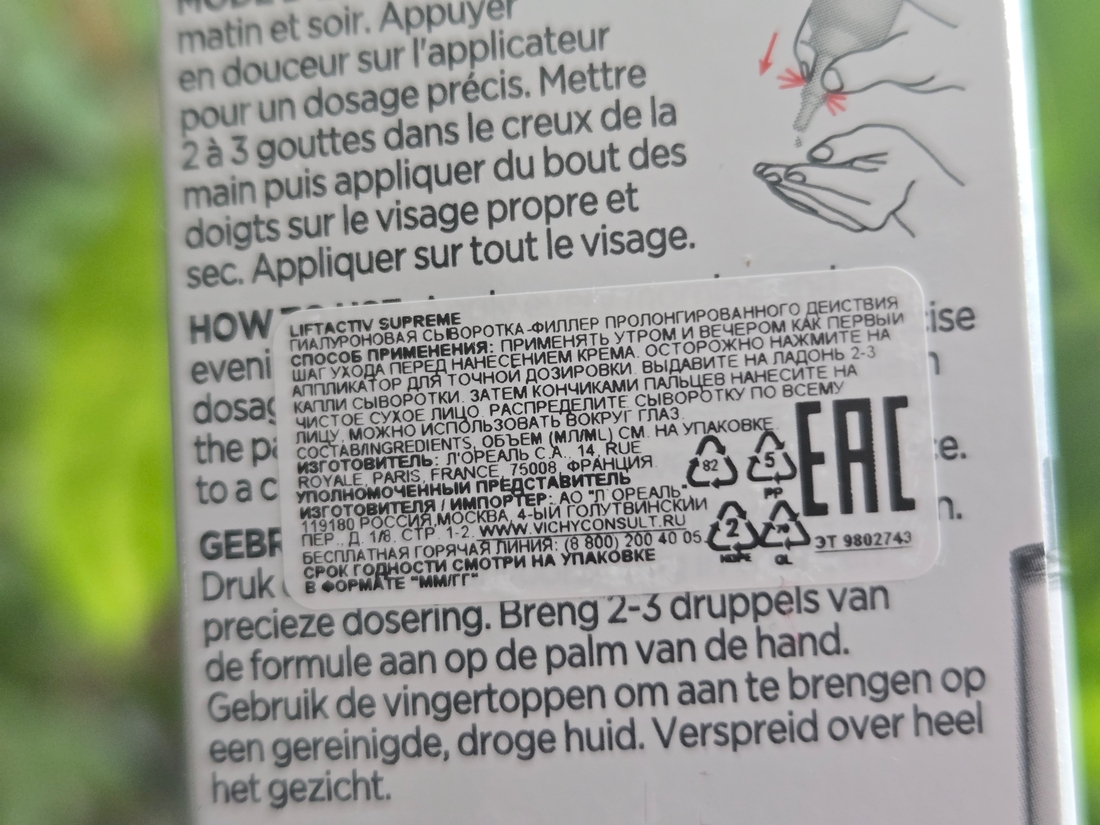 matin et soir. Appuyer
en douceur sur l'applicateur
pour un dosage précis. Mettre
2 à 3 gouttes dans le creux de la
main puis appliquer du bout des
doigts sur le visage propre et
sec. Appliquer sur tout le visage.
HOW
LIFTACTIV SUPREME
ГИАЛУРОНОВАЯ СЫВОРОТКА-ФИЛЛЕР ПРОЛОНГИРОВАННОГО ДЕЙСТВИЯ
СПОСОБ ПРИМЕНЕНИЯ: ПРИМЕНЯТЬ УТРОМ И ВЕЧЕРОМ КАК ПЕРВЫЙ
ШАГ УХОДА ПЕРЕД НАНЕСЕНИЕМ КРЕМА. ОСТОРОЖНО НАЖМИТЕ НА
АППЛИКАТОР ДЛЯ ТОЧНОЙ ДОЗИРОВКИ. ВЫДАВИТЕ НА ЛАДОНЬ 2-3
КАПЛИ СЫВОРОТКИ. ЗАТЕМ КОНЧИКАМИ ПАЛЬЦЕВ НАНЕСИТЕ НА
ЧИСТОЕ СУХОЕ ЛИЦО. РАСПРЕДЕЛИТЕ СЫВОРОТКУ ПО ВСЕМУ
ЛИЦУ, МОЖНО ИСПОЛЬЗОВАТЬ ВОКРУГ ГЛАЗ.
СОСТАВ/INGREDIENTS, ОБЪЕМ (МЛ/ML) СМ. НА УПАКОВКЕ.
ИЗГОТОВИТЕЛЬ: Л'ОРЕАЛЬ С.А., 14, RUE
ROYALE, PARIS, FRANCE, 75008, ФРАНЦИЯ
УПОЛНОМОЧЕННЫЙ ПРЕДСТАВИТЕЛЬ
ИЗГОТОВИТЕЛЯ / ИМПОРТЕР: АО "Л'ОРЕАЛЬ",
119180 РОССИЯ,МОСКВА, 4-ЫЙ ГОЛУТВИНСКИЙ
ПЕР., Д. 1/8, СТР. 1-2. WWW.VICHYCONSULT.RU
БЕСПЛАТНАЯ ГОРЯЧАЯ ЛИНИЯ: (8 800) 200 40 05.
СРОК ГОДНОСТИ СМОТРИ НА УПАКОВКЕ
В ФОРМАТЕ "ММ/ГГ"
82
5
PP
2
HDPE
70
GL
EAC
ЭТ 9802743
the
to a
Druk
precieze dosering. Breng 2-3 druppels van
de formule aan op de palm van de hand.
Gebruik de vingertoppen om aan te brengen op
een gereinigde, droge huid. Verspreid over heel
het gezicht.